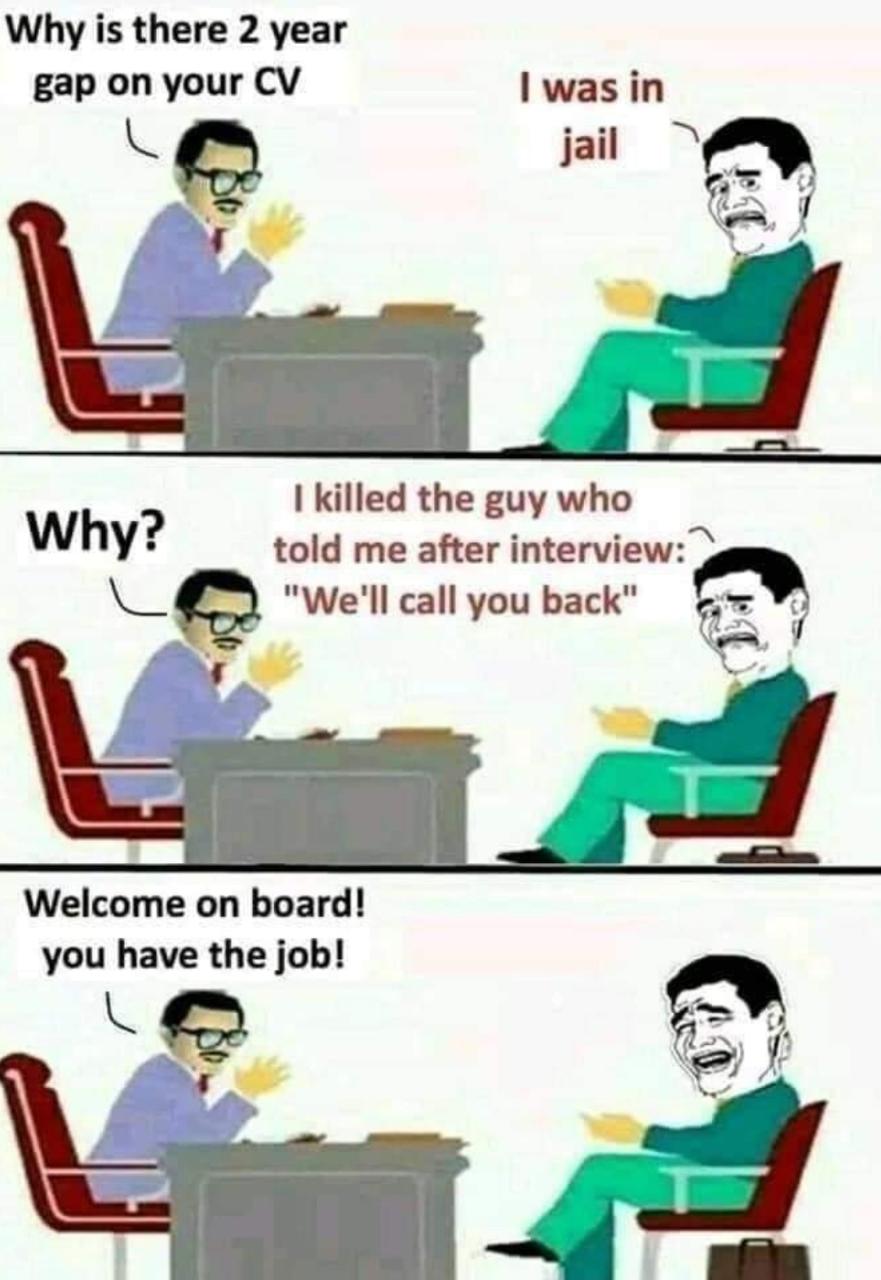 Why is there 2 year
gap on your CV
I was in
jail
Why?
I killed the guy who
told me after interview:
"We'll call you back"
Welcome on board!
you have the job!